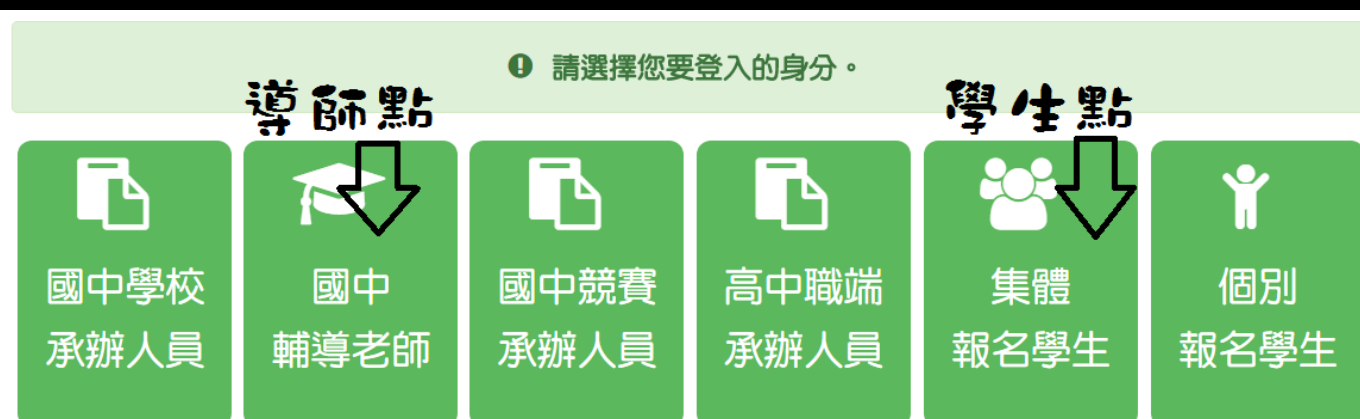 請選擇您要登入的身分。
導師點
學生點
國中學校
承辦人員
國中
輔導老師
國中競賽
承辦人員
高中職端
承辦人員
集體
報名學生
個別
報名學生